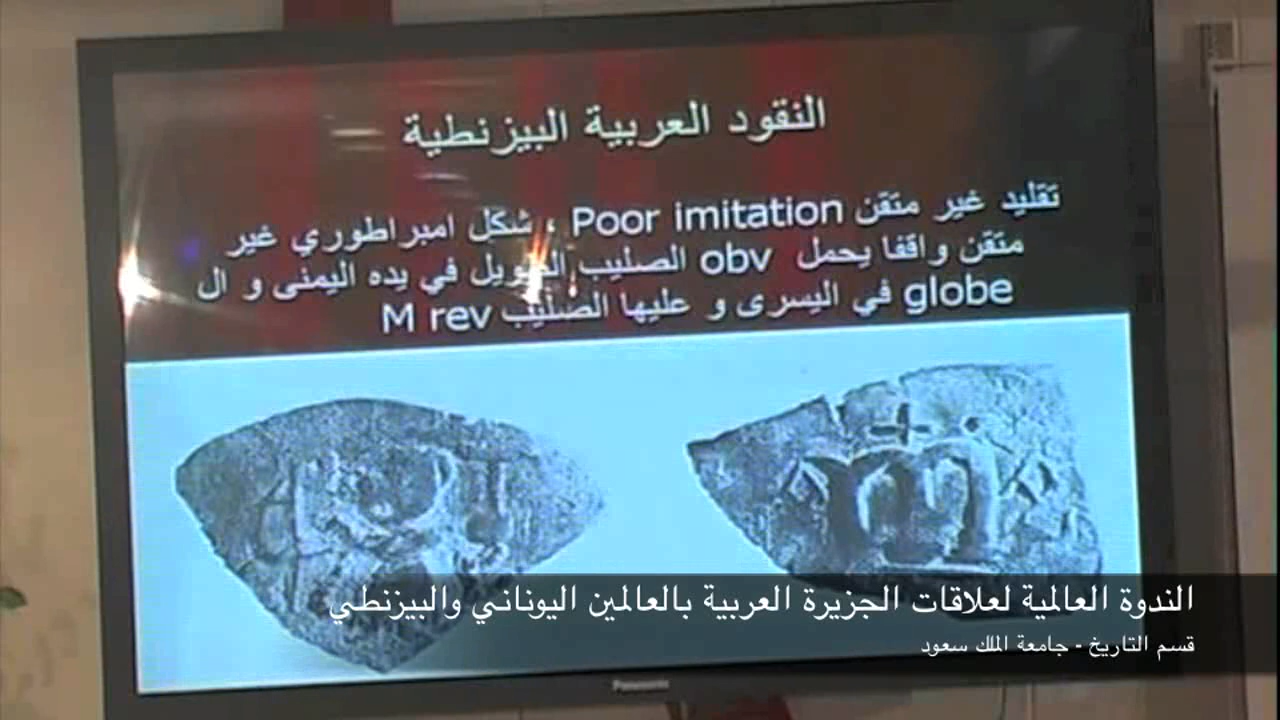 النقود العربية البيزنطية
تقليد غير متقن Poor imitation ، شكل امبراطوري غير
متقن واقفا يحمل obv الصليب الطويل في يده اليمنى و ال
globe في اليسرى و عليها الصليب M rev
الندوة العالمية لعلاقات الجزيرة العربية بالعالمين اليوناني والبيزنطي
قسم التاريخ - جامعة الملك سعود
Panasonic